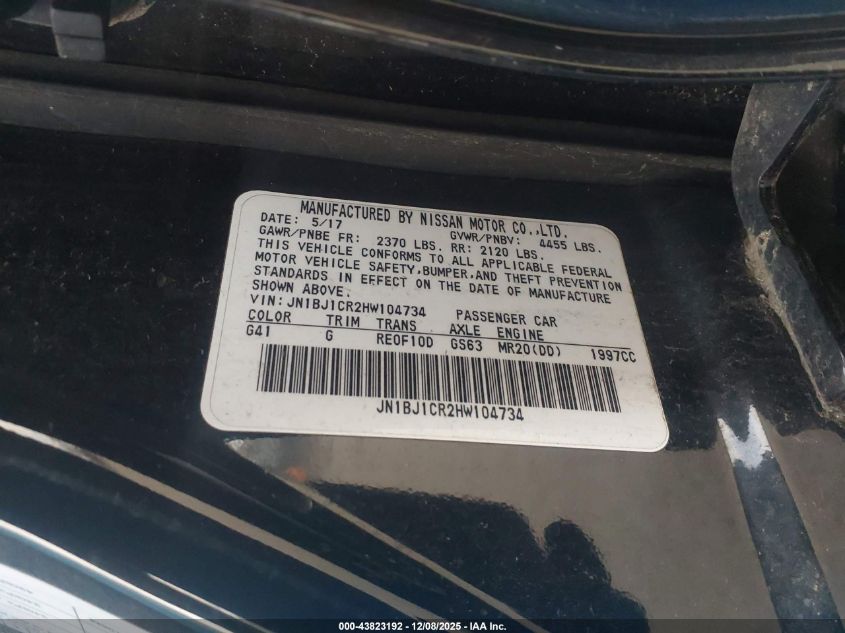 MANUFACTURED BY NISSAN MOTOR CO.,LTD.
DATE: 5/17
GAWR/PNBE FR: 2370 LBS. RR: 2120 LBS. GVWR/PNBV: 4455 LBS.
THIS VEHICLE CONFORMS TO ALL APPLICABLE FEDERAL
MOTOR VEHICLE SAFETY,BUMPER,AND THEFT PREVENTION
STANDARDS IN EFFECT ON THE DATE OF MANUFACTURE
SHOWN ABOVE.
VIN: JN1BJ1CR2HW104734 PASSENGER CAR
COLOR TRIM TRANS AXLE ENGINE
G41 G RE0F10D GS63 MR20(DD) 1997CC
JN1BJ1CR2HW104734
000-43823192 - 12/08/2025 - IAA Inc.